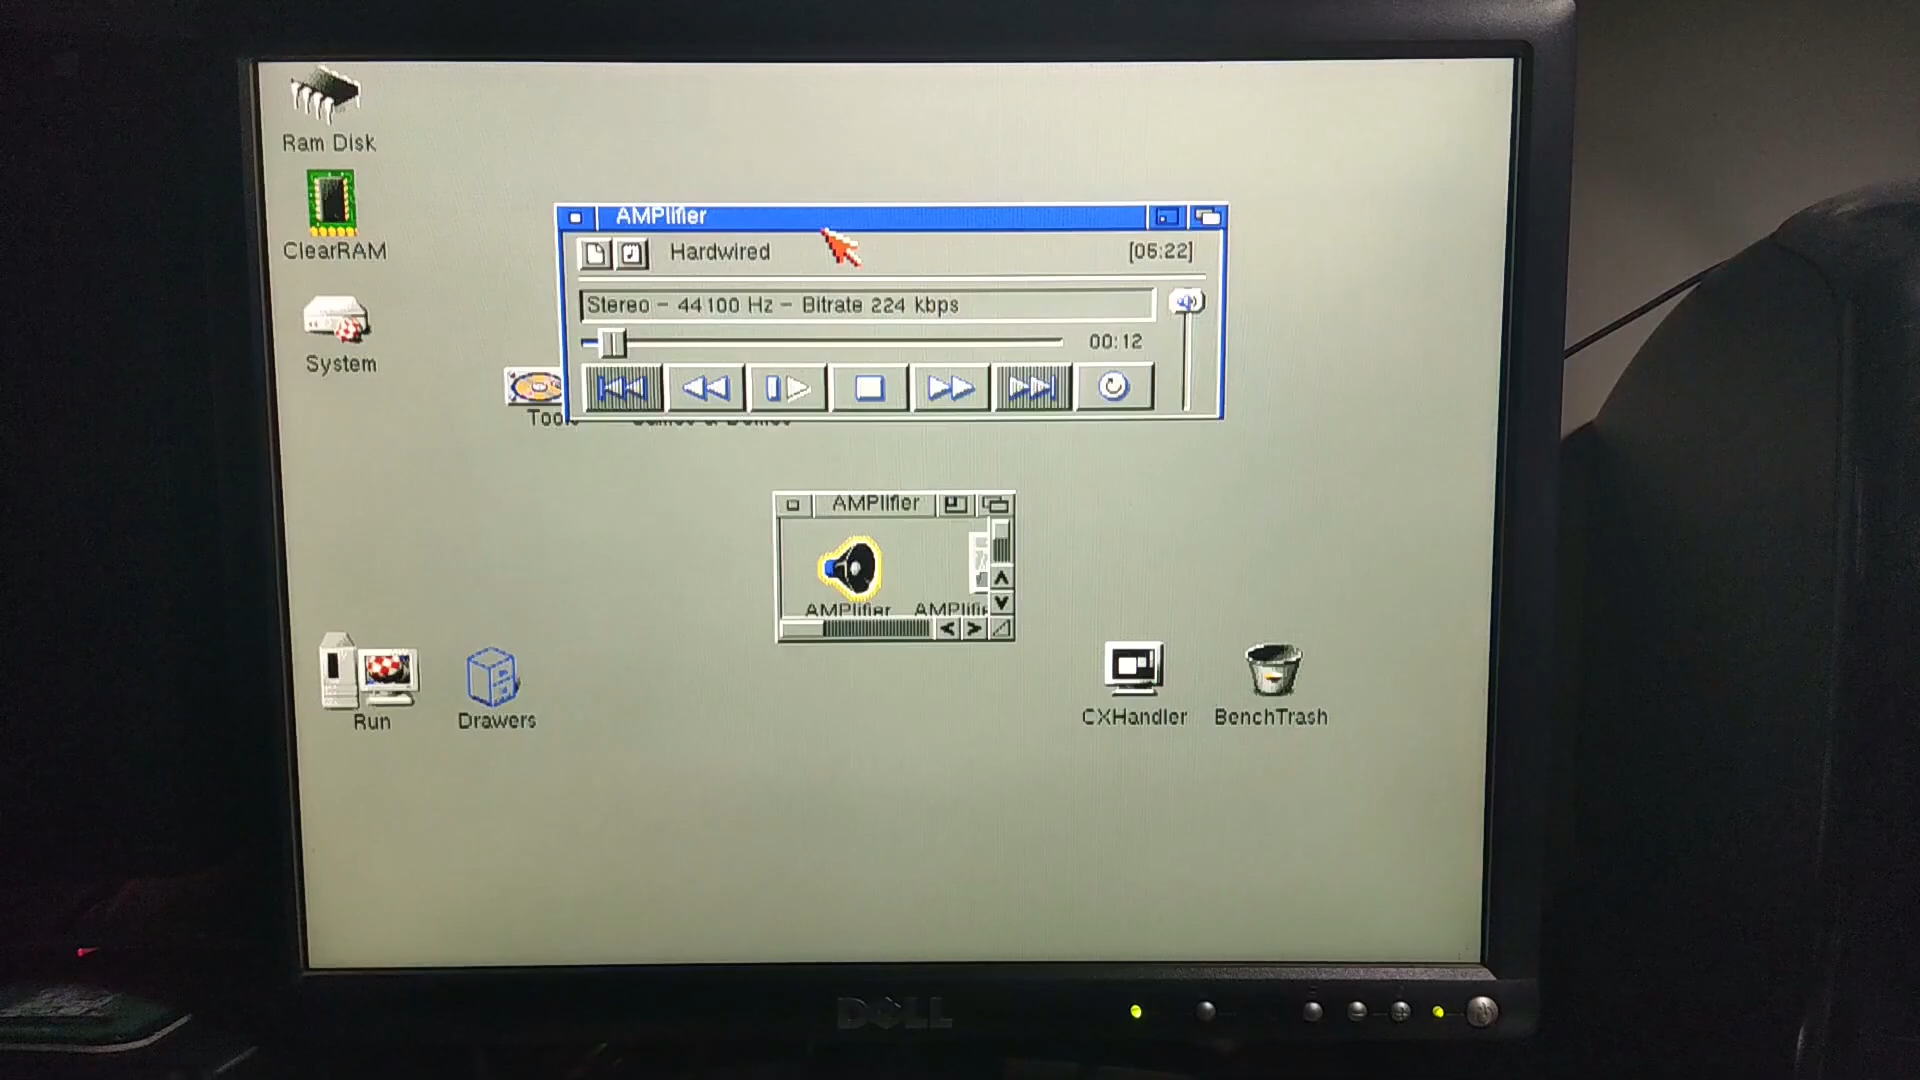 Ram Disk
ClearRAM
System
AMPlifier
Hardwired
[05:22]
Stereo - 44100 Hz - Bitrate 224 kbps
00:12
AMPlifier
AMPlifier
Run
Drawers
CXHandler
BenchTrash
DELL